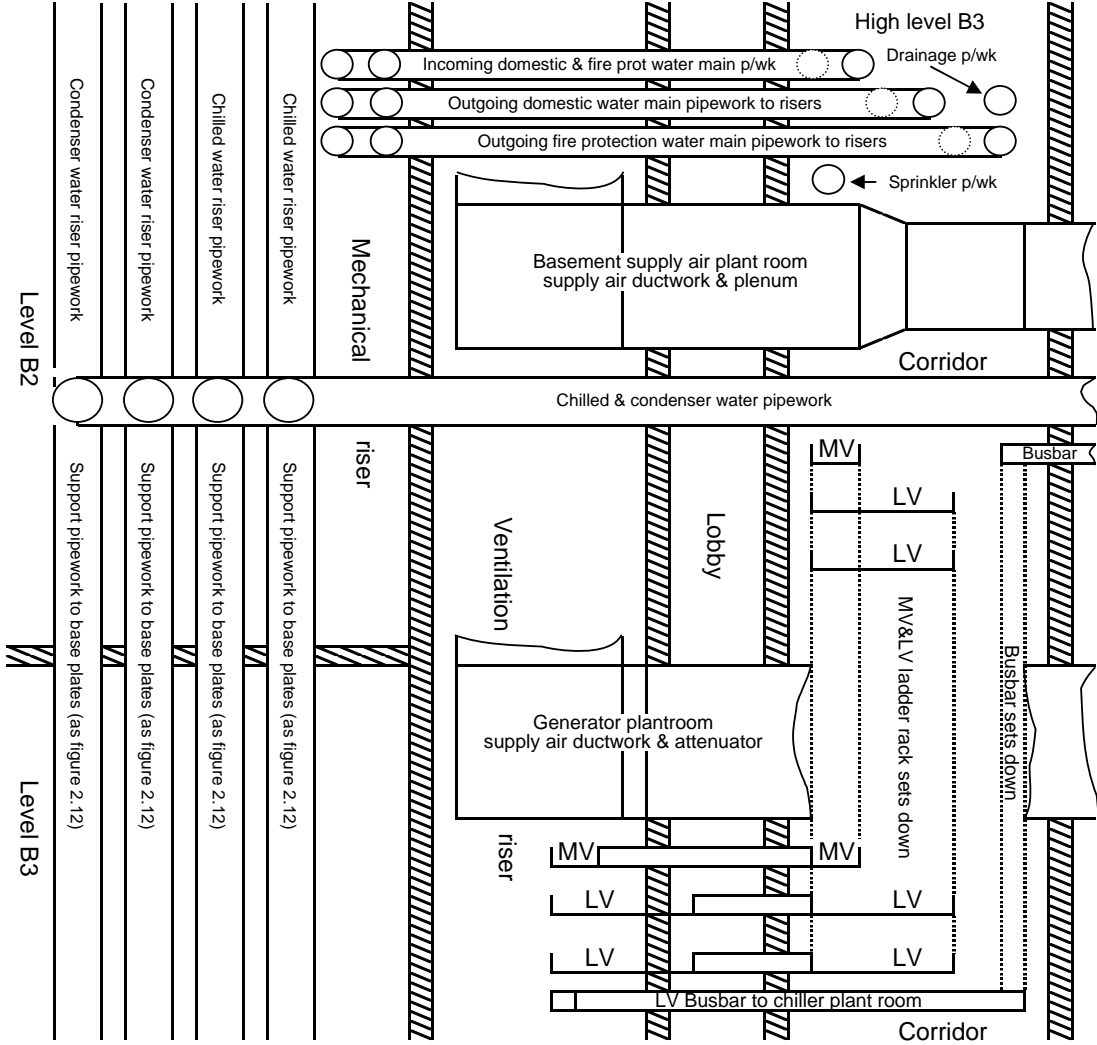 High level B3
Drainage p/wk
Incoming domestic & fire prot water main p/wk
Outgoing domestic water main pipework to risers
Outgoing fire protection water main pipework to risers
Sprinkler p/wk
Condenser water riser pipework
Condenser water riser pipework
Chilled water riser pipework
Chilled water riser pipework
Mechanical
riser
Basement supply air plant room
supply air ductwork & plenum
Level B2
Corridor
Chilled & condenser water pipework
MV
Busbar
LV
LV
Support pipework to base plates (as figure 2.12)
Support pipework to base plates (as figure 2.12)
Support pipework to base plates (as figure 2.12)
Support pipework to base plates (as figure 2.12)
Ventilation
riser
Lobby
MV&LV ladder rack sets down
Busbar sets down
Generator plantroom
supply air ductwork & attenuator
Level B3
MV
MV
LV
LV
LV
LV
LV Busbar to chiller plant room
Corridor